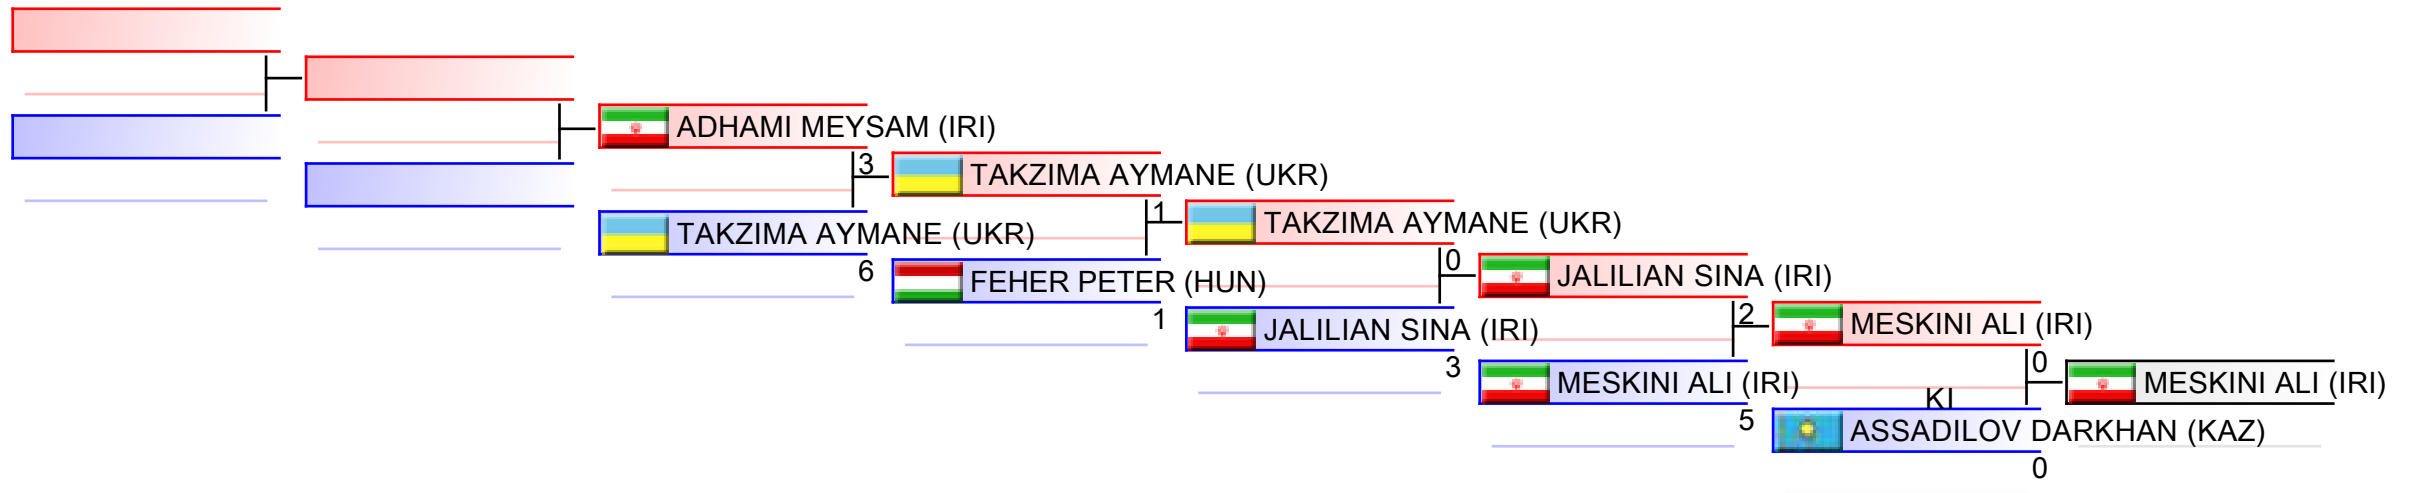 ADHAMI MEYSAM (IRI)
3
TAKZIMA AYMANE (UKR)
6
TAKZIMA AYMANE (UKR)
1
FEHER PETER (HUN)
1
TAKZIMA AYMANE (UKR)
0
JALILIAN SINA (IRI)
3
JALILIAN SINA (IRI)
2
MESKINI ALI (IRI)
5
MESKINI ALI (IRI)
0
KI
ASSADILOV DARKHAN (KAZ)
0
MESKINI ALI (IRI)